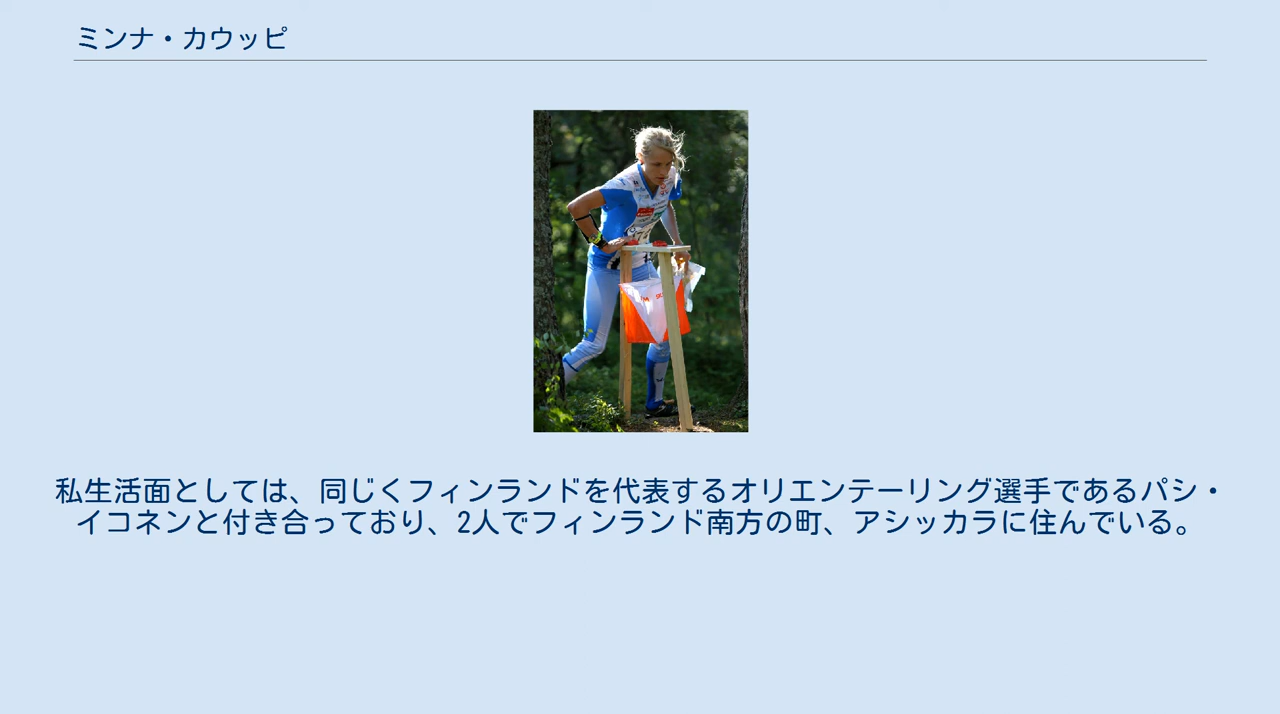 ミンナ・カウッピ
私生活面としては、同じくフィンランドを代表するオリエンテーリング選手であるパシ・
イコネンと付き合っており、2人でフィンランド南方の町、アシッカラに住んでいる。